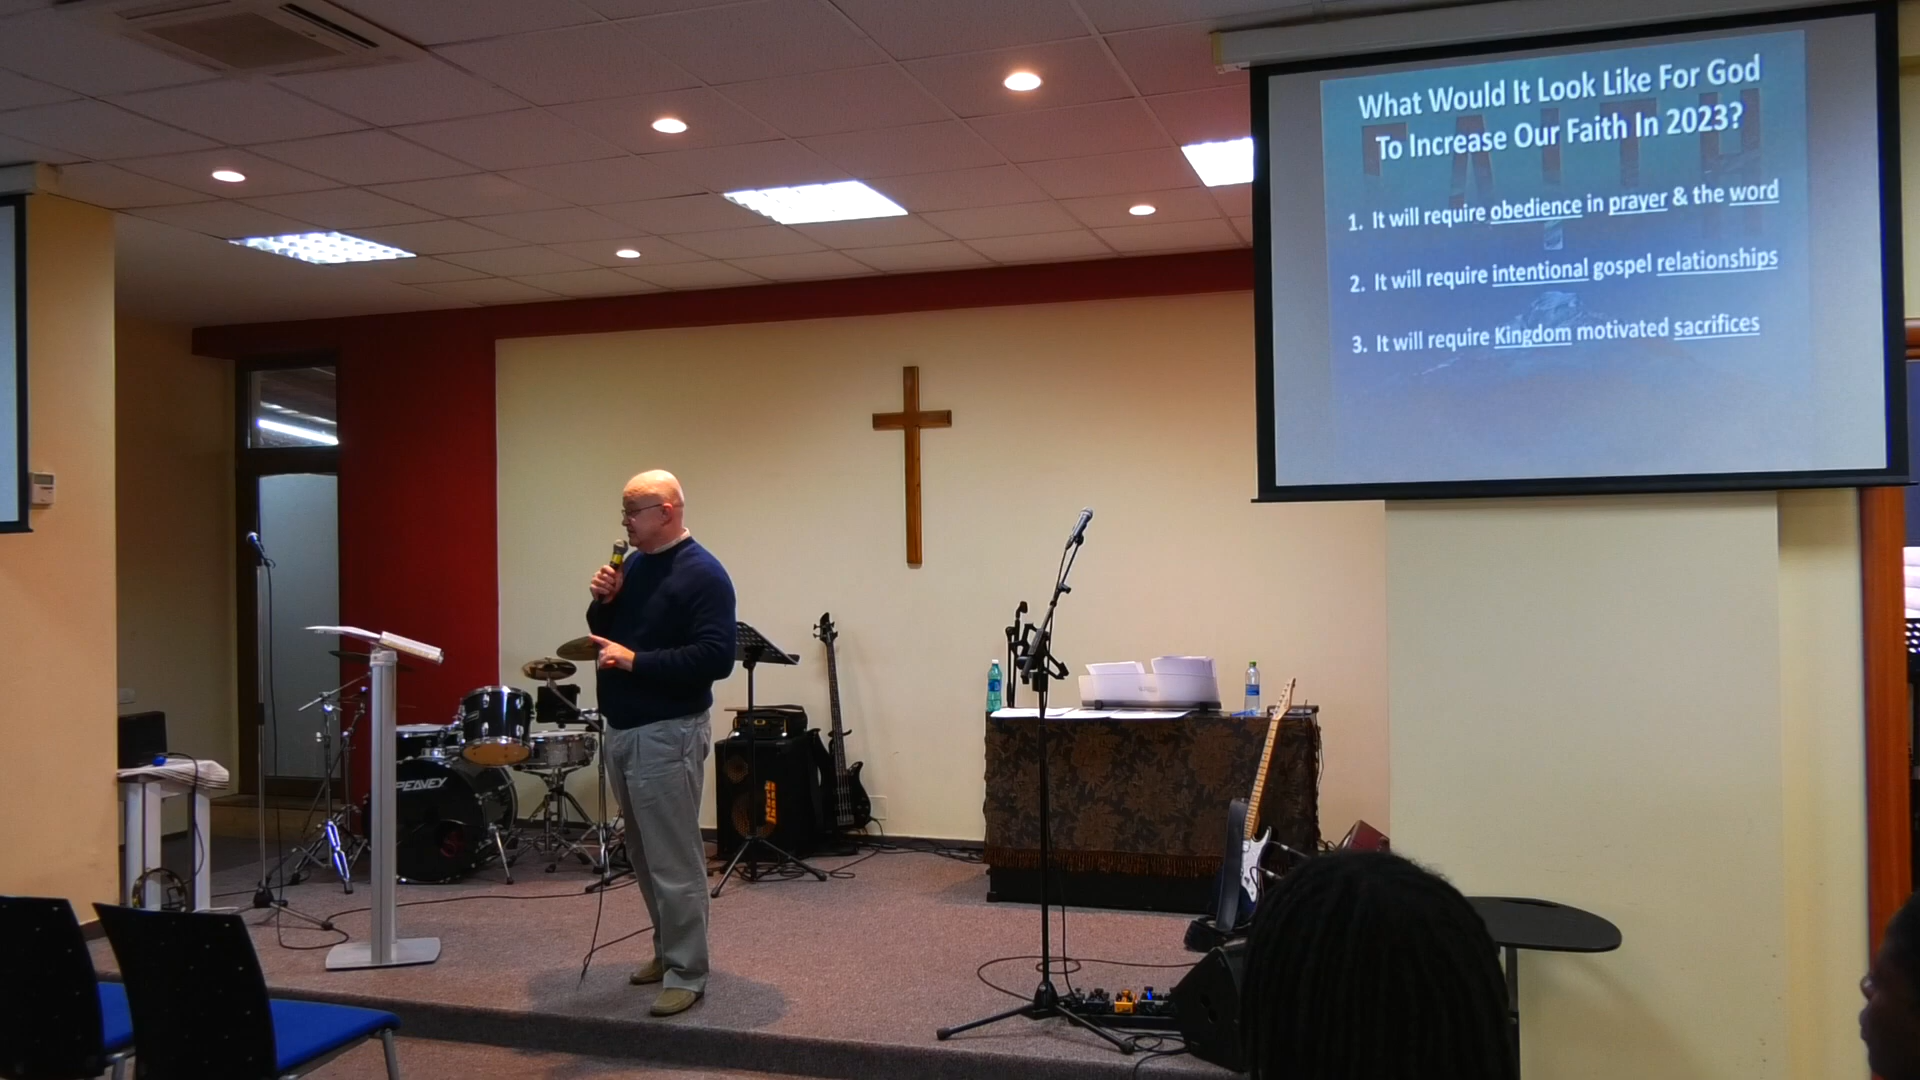 What Would It Look Like For God
To Increase Our Faith In 2023?
1. It will require obedience in prayer & the word
2. It will require intentional gospel relationships
3. It will require Kingdom motivated sacrifices
FAITH
PEAVEY